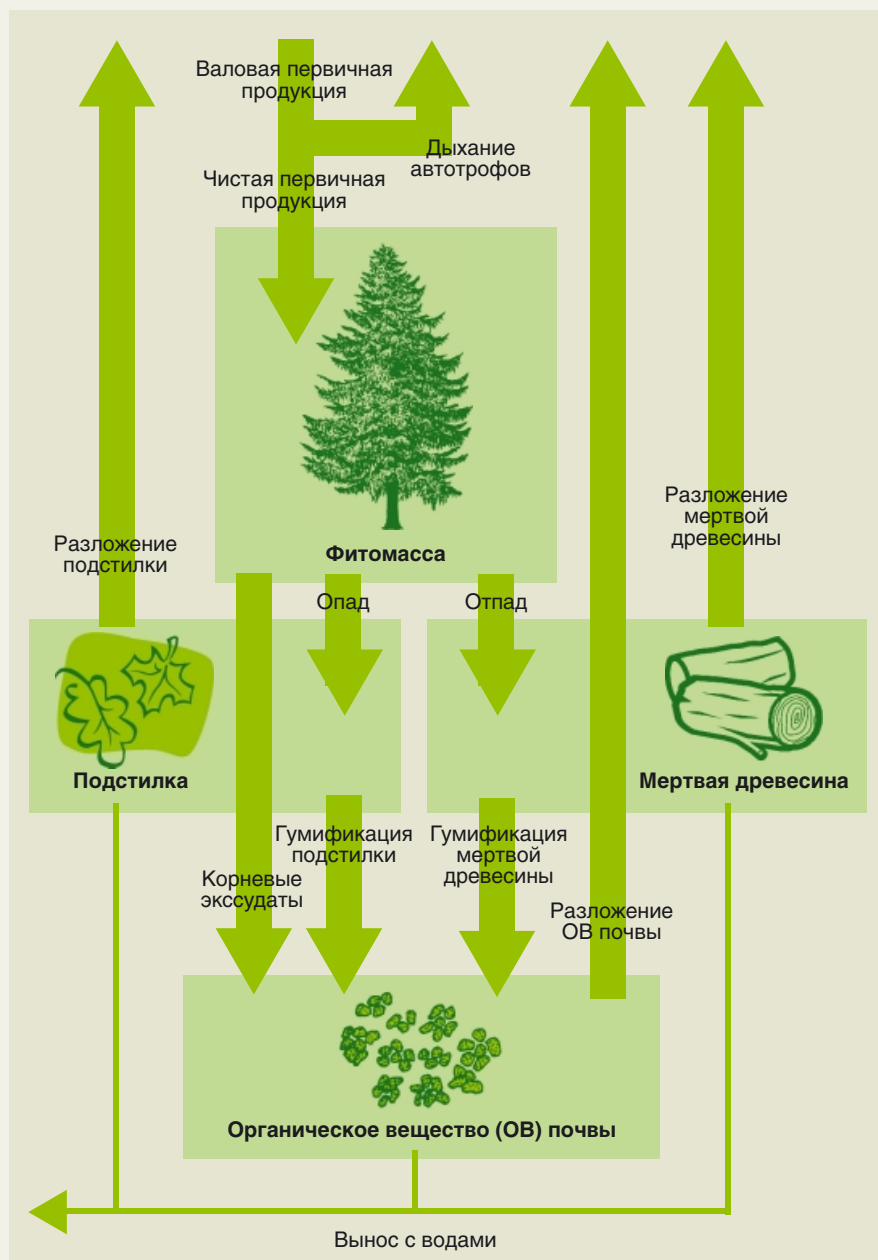 Валовая первичная
продукция
Дыхание
автотрофов
Чистая первичная
продукция
Фитомасса
Разложение
мертвой
древесины
Разложение
подстилки
Опад
Отпад
Подстилка
Мертвая древесина
Гумификация
подстилки
Гумификация
мертвой
древесины
Корневые
экссудаты
Разложение
ОВ почвы
Органическое вещество (ОВ) почвы
Вынос с водами